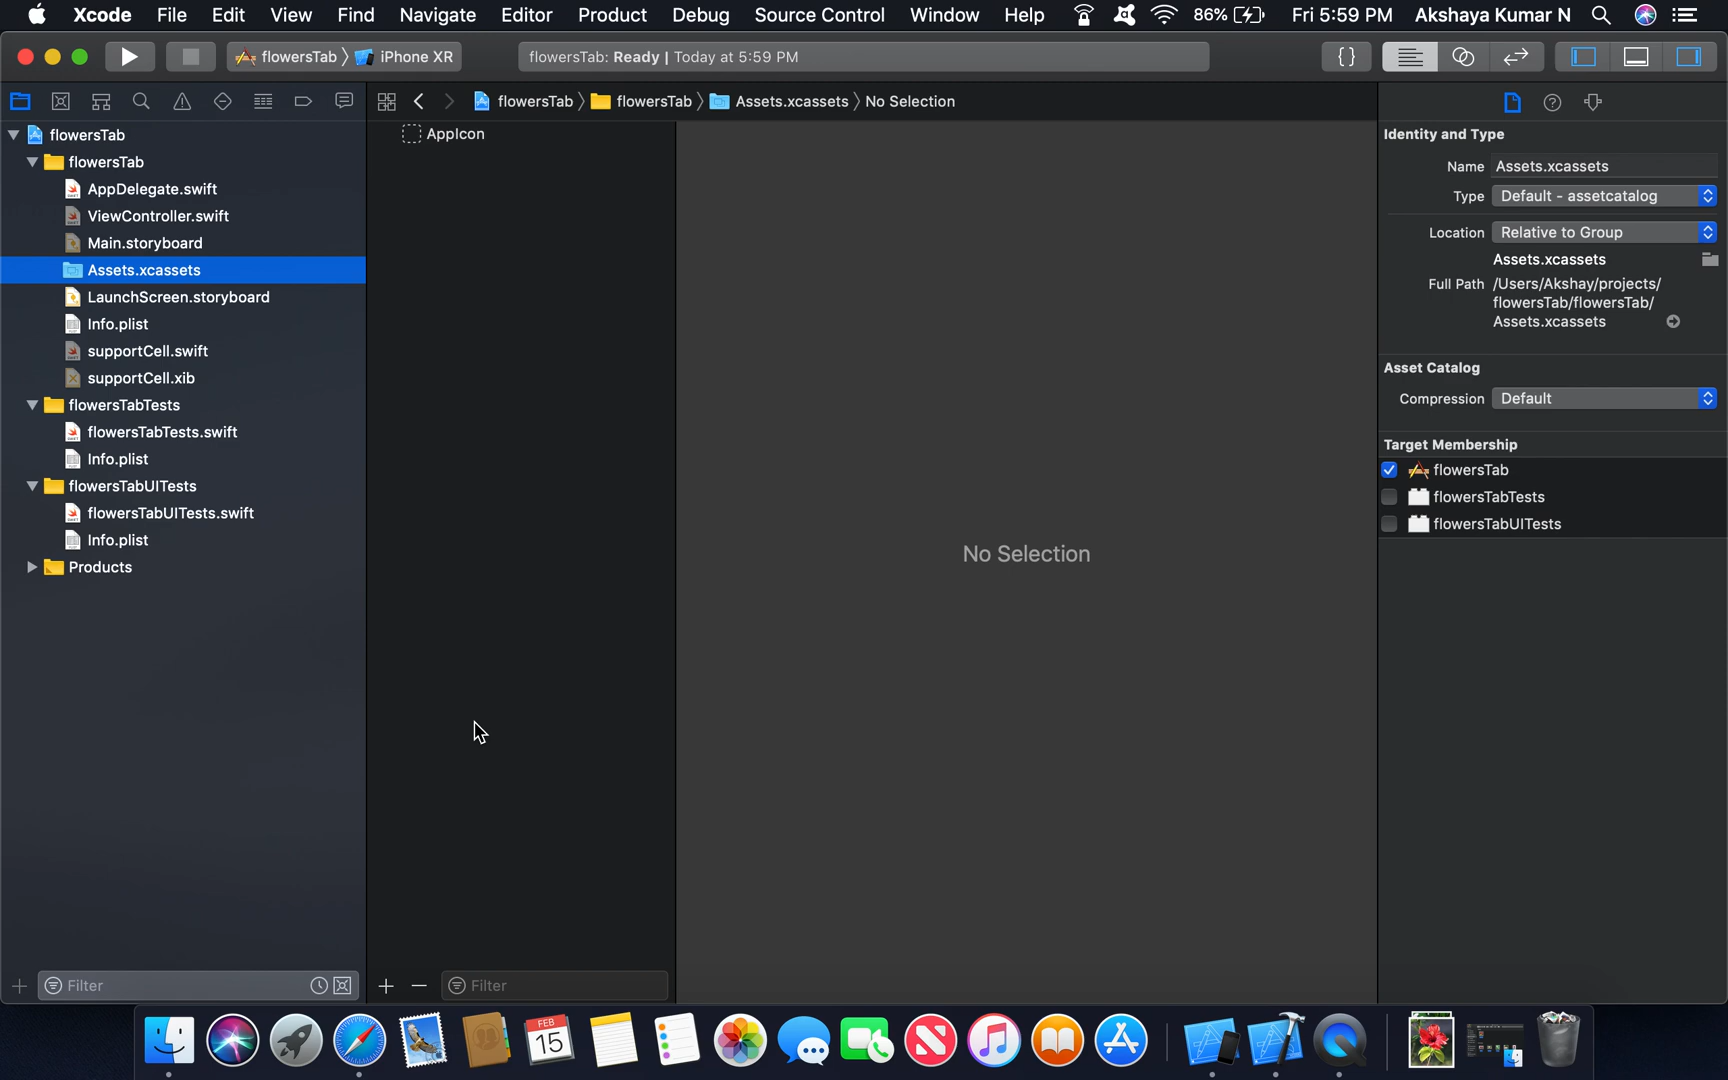 Xcode File Edit View Find Navigate Editor Product Debug Source Control Window Help 86% Fri 5:59 PM Akshaya Kumar N
flowersTab iPhone XR flowersTab: Ready | Today at 5:59 PM {}
flowersTab flowersTab Assets.xcassets No Selection
flowersTab
flowersTab
AppDelegate.swift
ViewController.swift
Main.storyboard
Assets.xcassets
LaunchScreen.storyboard
Info.plist
supportCell.swift
supportCell.xib
flowersTabTests
flowersTabTests.swift
Info.plist
flowersTabUITests
flowersTabUITests.swift
Info.plist
Products
Filter
AppIcon
Filter
No Selection
Identity and Type
Name Assets.xcassets
Type Default - assetcatalog
Location Relative to Group
Assets.xcassets
Full Path /Users/Akshay/projects/
flowersTab/flowersTab/
Assets.xcassets
Asset Catalog
Compression Default
Target Membership
flowersTab
flowersTabTests
flowersTabUITests
FEB
15